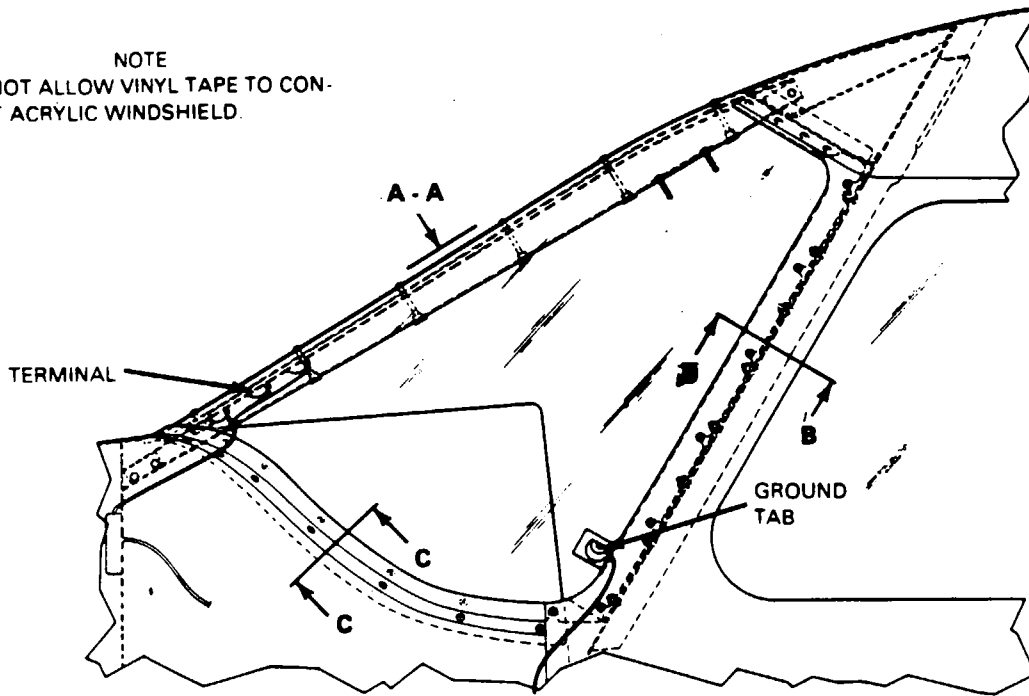 NOTE
NOT ALLOW VINYL TAPE TO CON-
ACRYLIC WINDSHIELD.
A - A
TERMINAL
B
GROUND
TAB
C
C